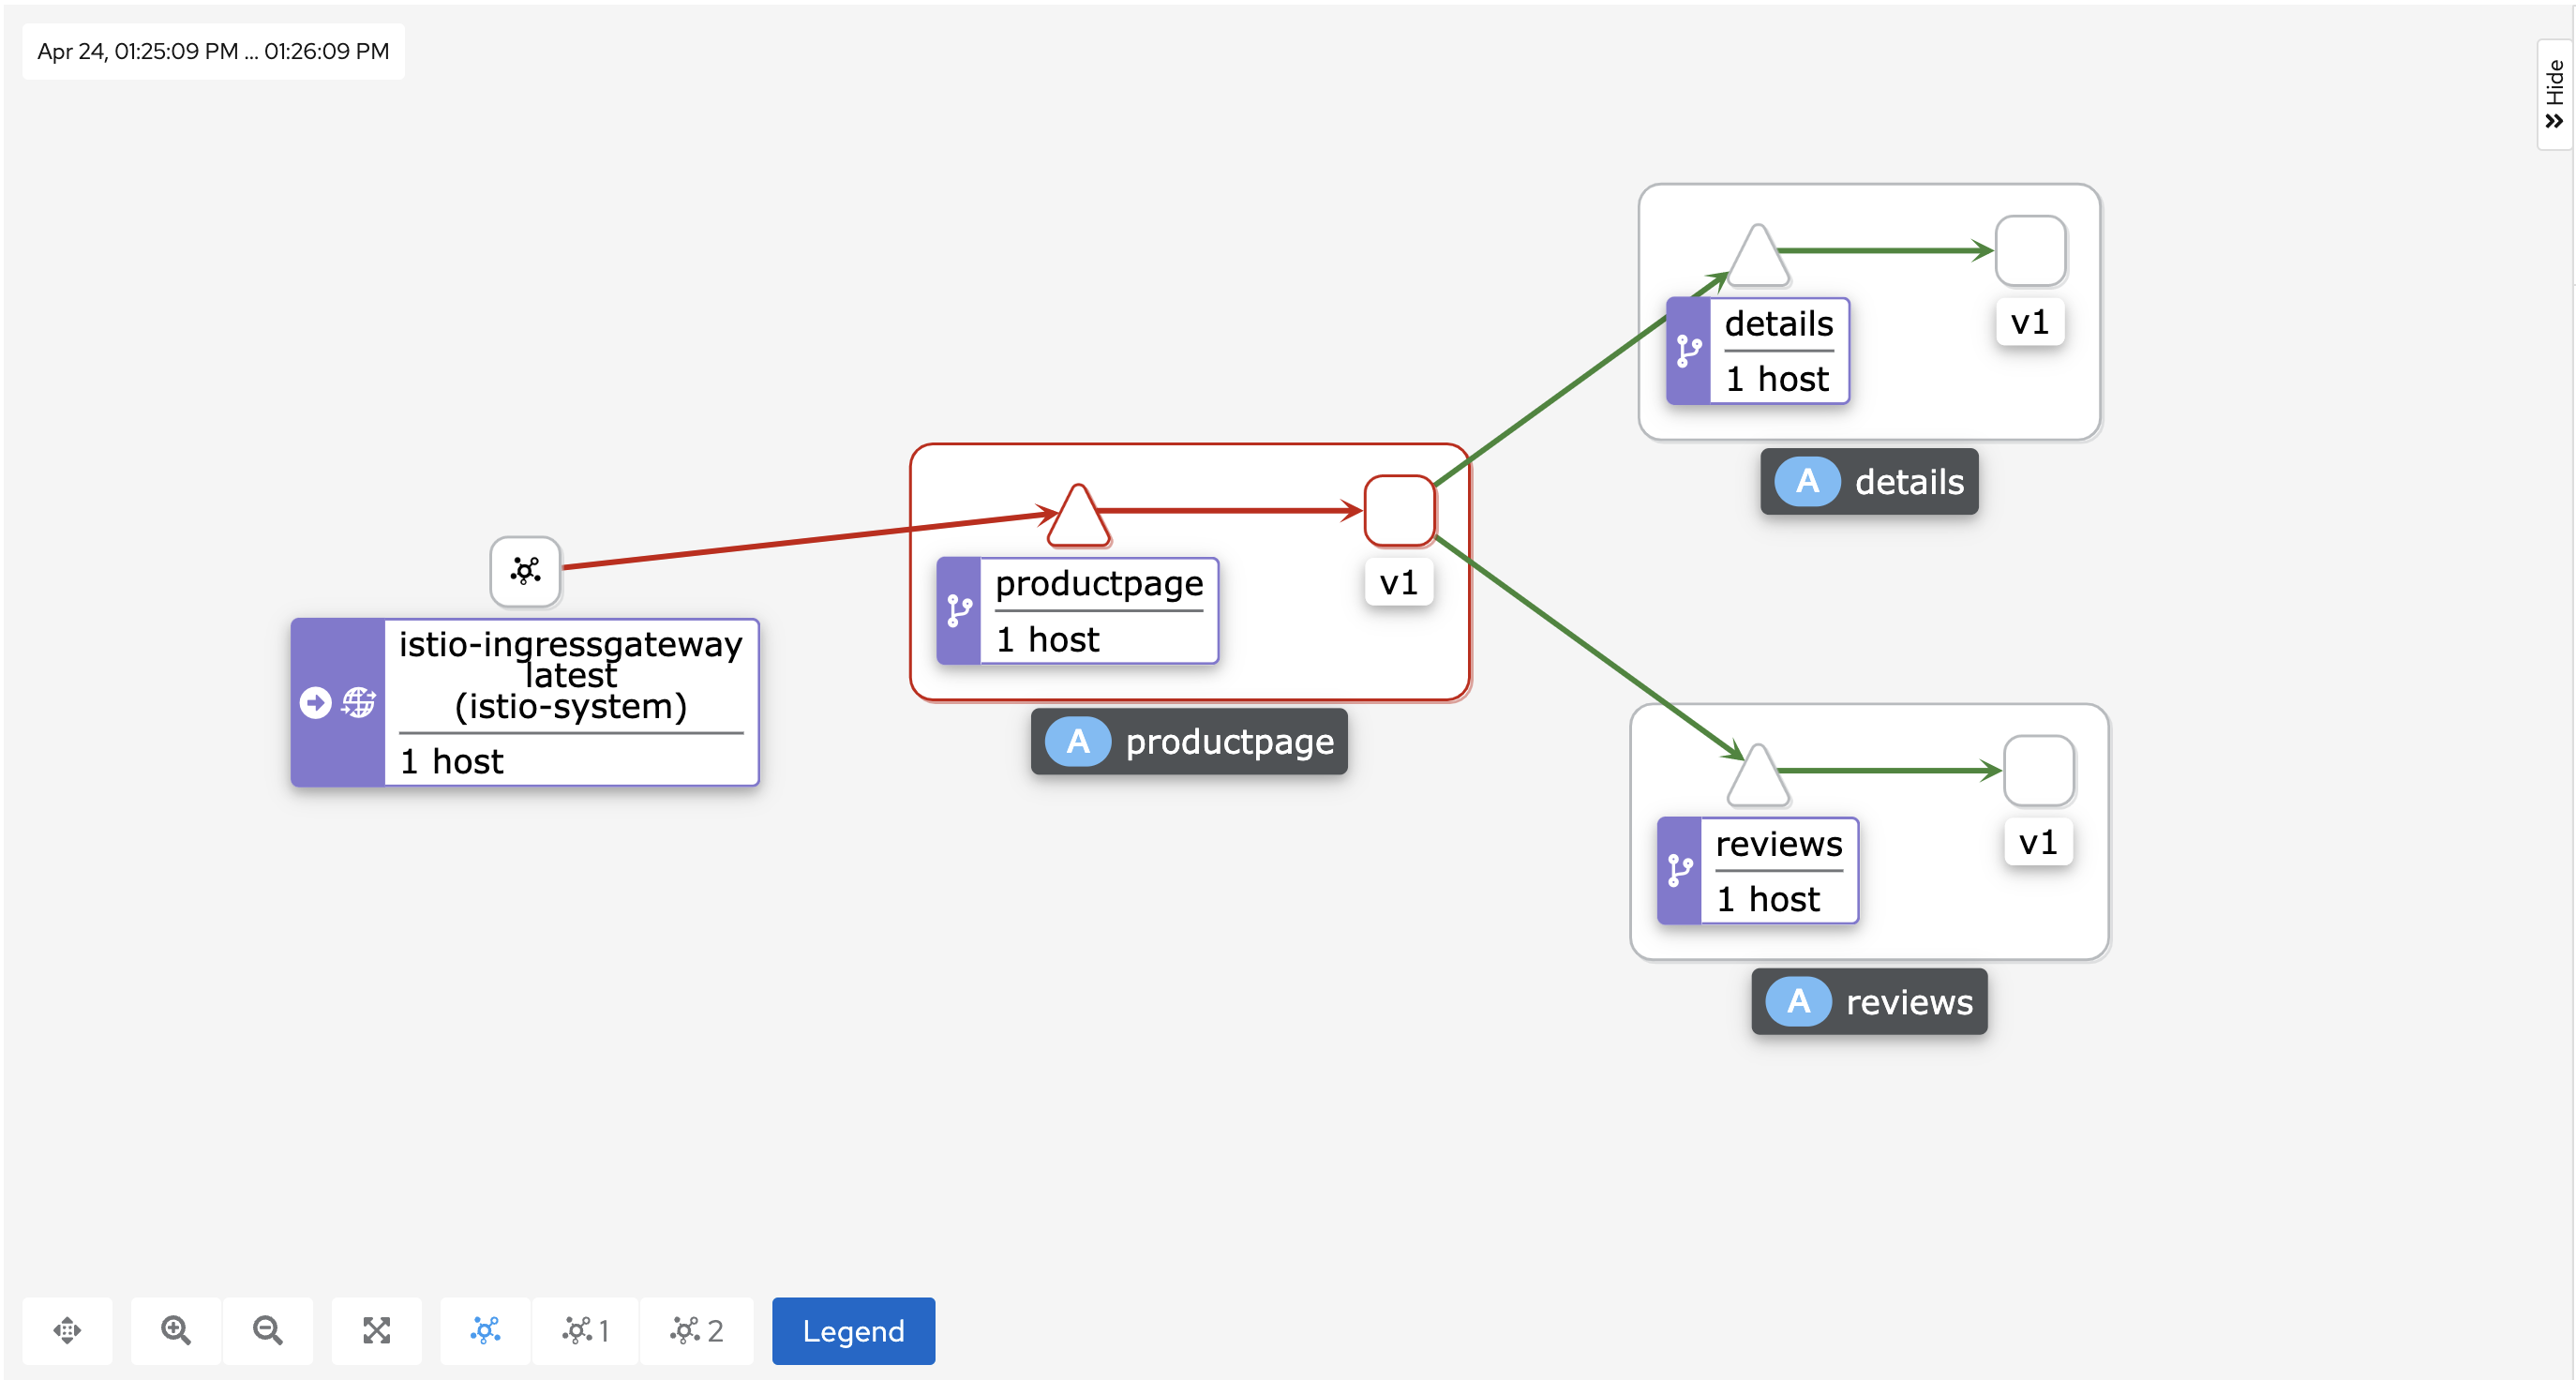 Apr 24, 01:25:09 PM ... 01:26:09 PM
Hide
details
1 host
v1
A details
productpage
1 host
v1
A productpage
istio-ingressgateway
latest
(istio-system)
1 host
reviews
1 host
v1
A reviews
1
2
Legend